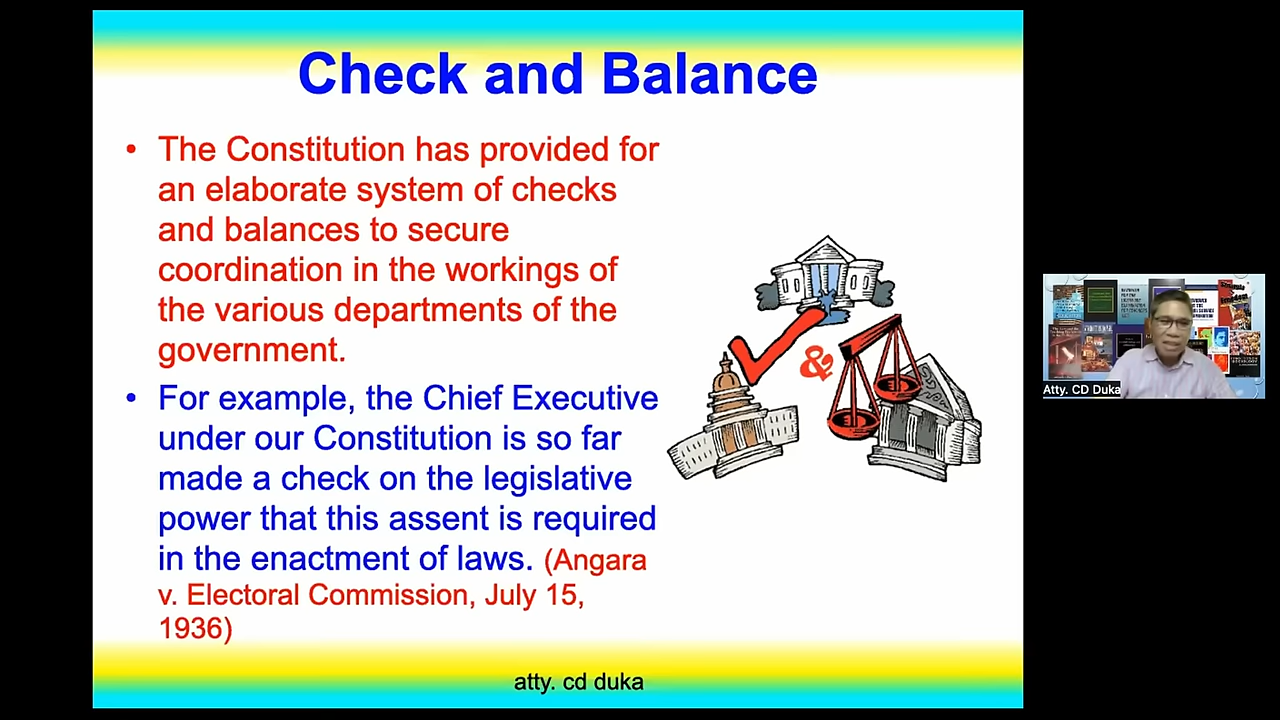 Check and Balance
• The Constitution has provided for
an elaborate system of checks
and balances to secure
coordination in the workings of
the various departments of the
government.
• For example, the Chief Executive
under our Constitution is so far
made a check on the legislative
power that this assent is required
in the enactment of laws. (Angara
v. Electoral Commission, July 15,
1936)
&
atty. cd duka
Atty. CD Duka